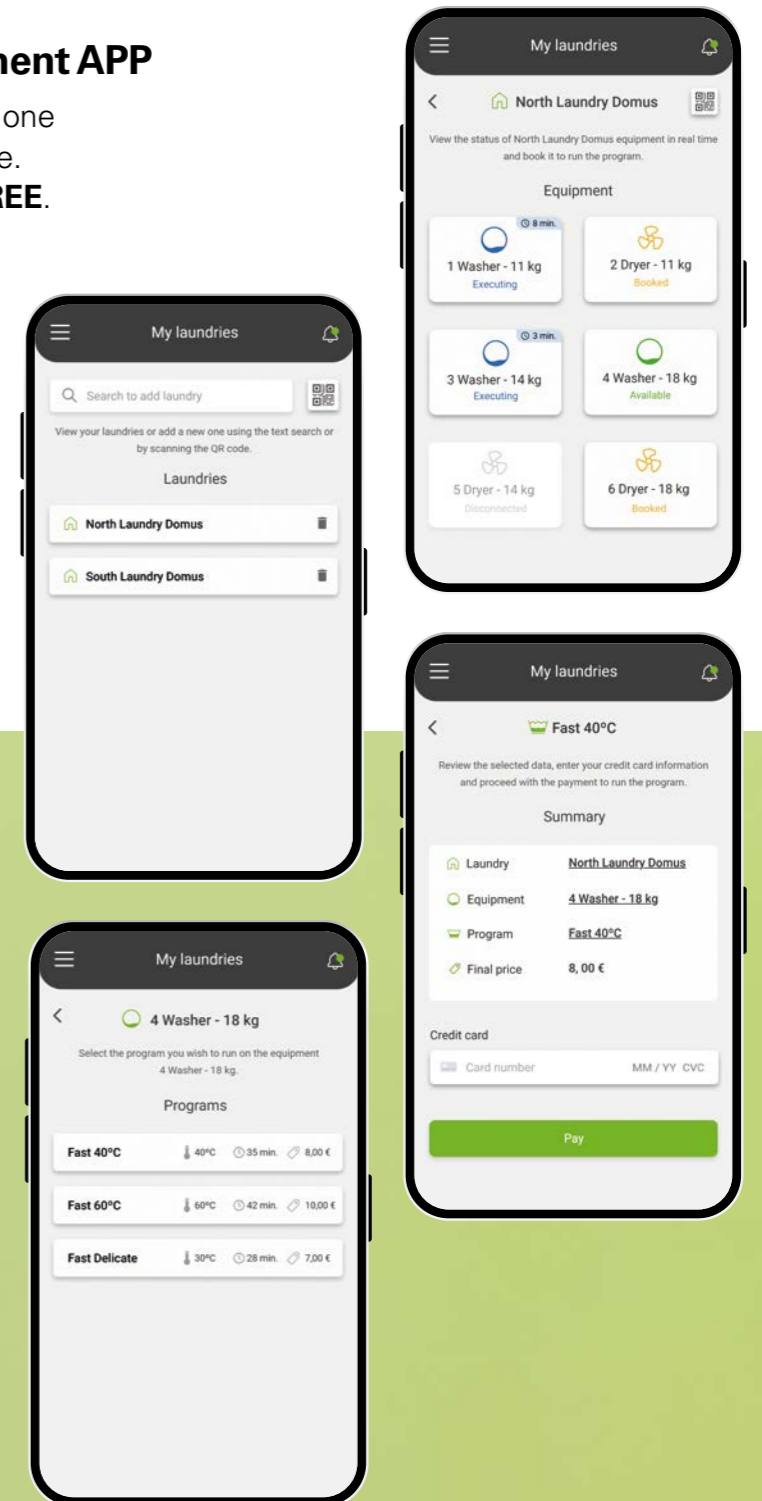 nent APP
one
e.
REE.
My laundries
Search to add laundry
View your laundries or add a new one using the text search or
by scanning the QR code.
Laundries
North Laundry Domus
South Laundry Domus
My laundries
North Laundry Domus
View the status of North Laundry Domus equipment in real time
and book it to run the program.
Equipment
8 min.
1 Washer - 11 kg
Executing
2 Dryer - 11 kg
Booked
3 min.
3 Washer - 14 kg
Executing
4 Washer - 18 kg
Available
5 Dryer - 14 kg
Disconnected
6 Dryer - 18 kg
Booked
My laundries
4 Washer - 18 kg
Select the program you wish to run on the equipment
4 Washer - 18 kg.
Programs
Fast 40ºC 40ºC 35 min. 8,00 €
Fast 60ºC 60ºC 42 min. 10,00 €
Fast Delicate 30ºC 28 min. 7,00 €
My laundries
Fast 40ºC
Review the selected data, enter your credit card information
and proceed with the payment to run the program.
Summary
Laundry North Laundry Domus
Equipment 4 Washer - 18 kg
Program Fast 40ºC
Final price 8, 00 €
Credit card
Card number MM / YY CVC
Pay